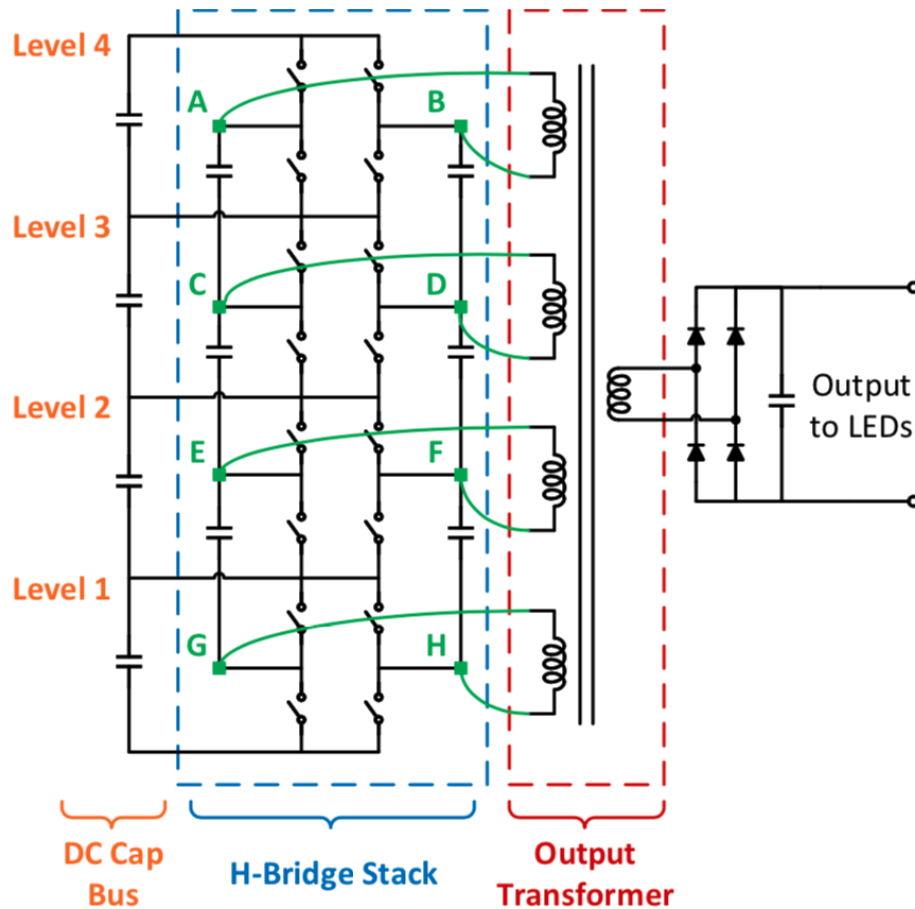 Level 4
A
B
Level 3
C
D
Level 2
E
F
Level 1
G
H
Output
to LEDs
DC Cap
Bus
H-Bridge Stack
Output
Transformer